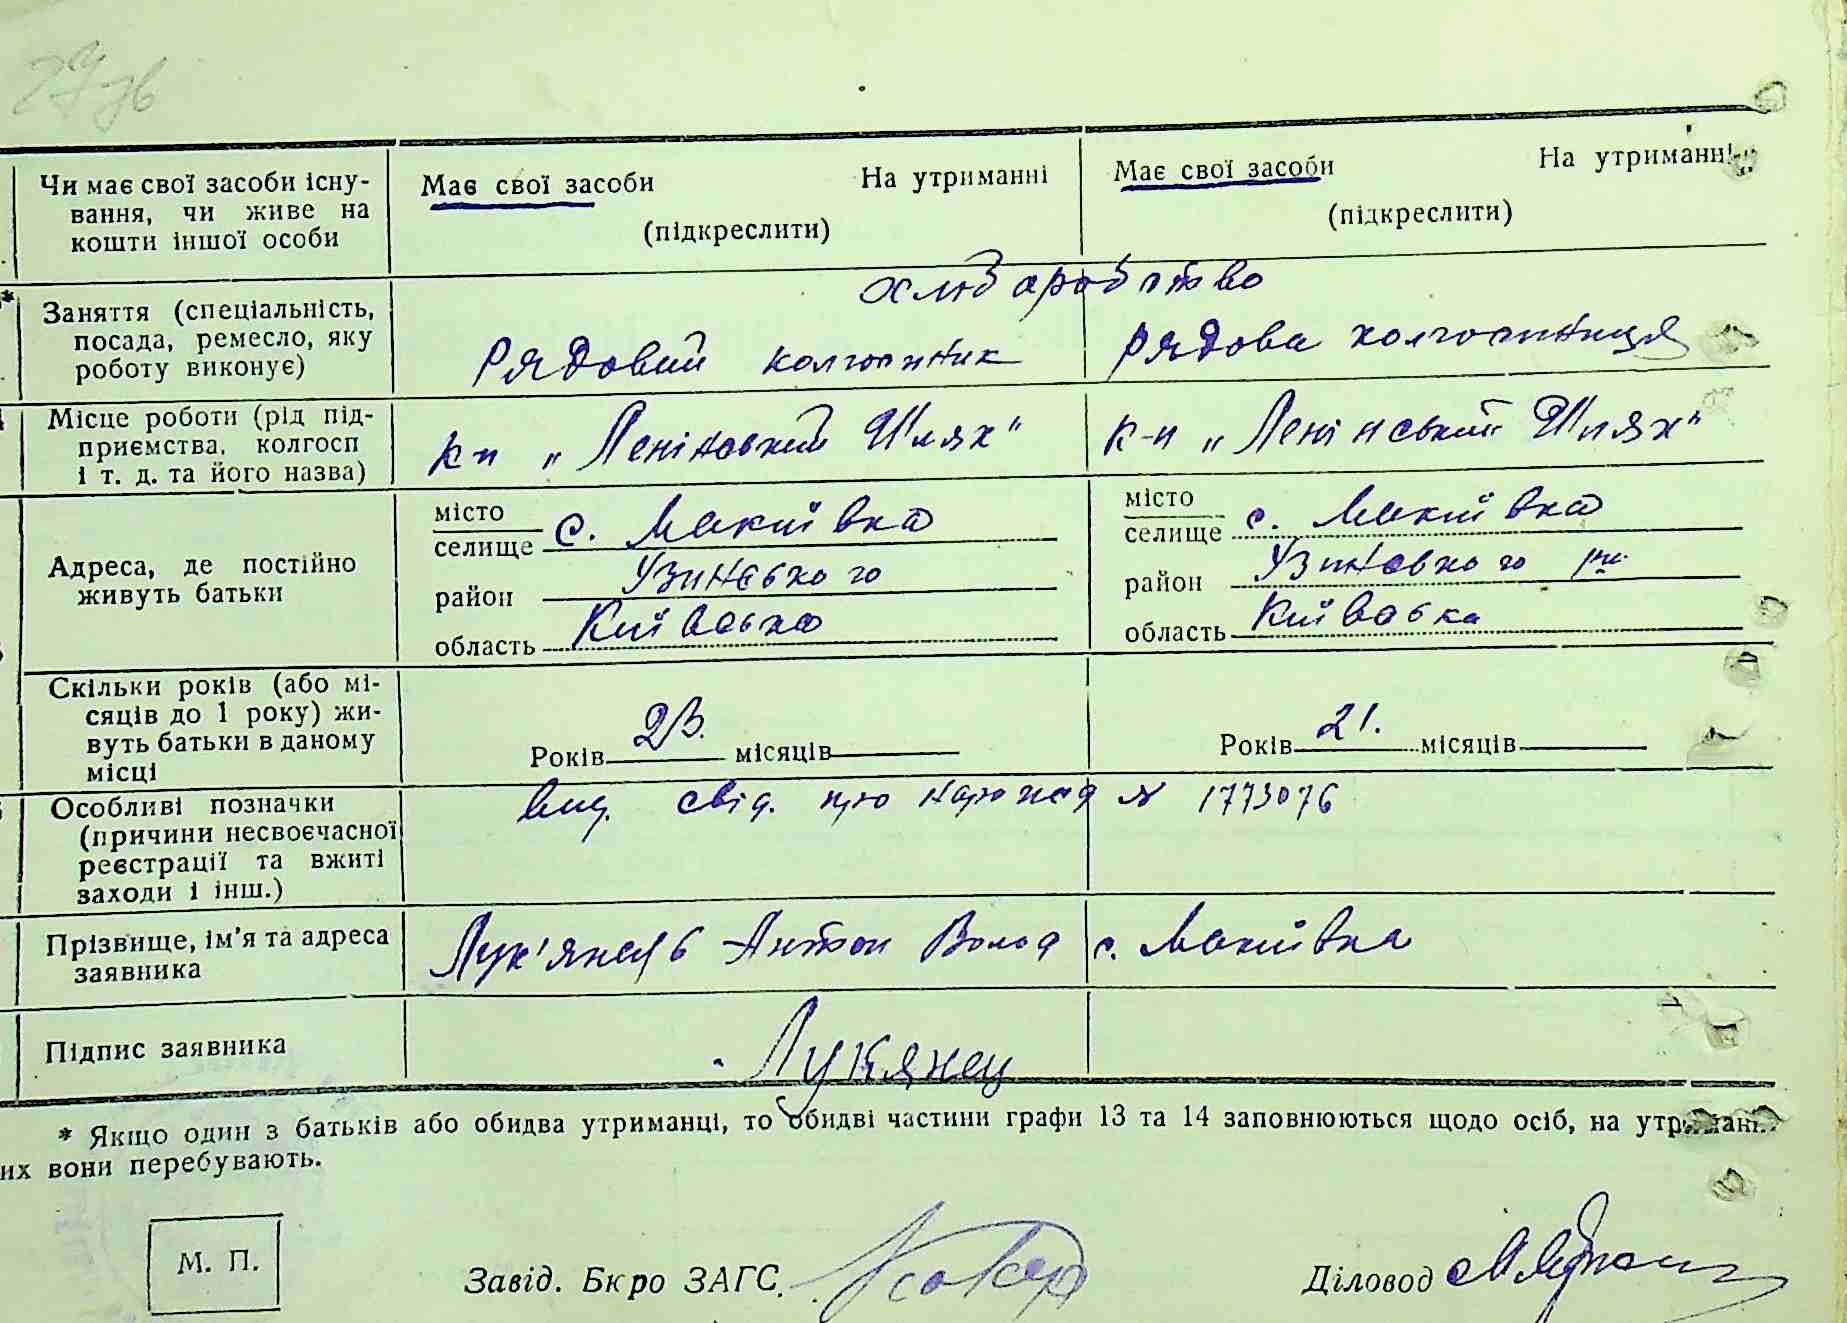 Чи має свої засоби існу-
вання, чи живе на
кошти іншої особи
Має свої засоби На утриманні
(підкреслити)
Має свої засоби На утриманні
(підкреслити)
хліборобство
* Заняття (спеціальність,
посада, ремесло, яку
роботу виконує)
Рядовий колгоспник
Рядова колгоспниця
Місце роботи (рід під-
приємства, колгосп
і т. д. та його назва)
к-п „Ленінський Шлях"
к-п „Ленінський Шлях"
Адреса, де постійно
живуть батьки
місто
селище с. Макіївка
район Узинського
область Київська
місто
селище с. Макіївка
район Узинського р-н
область Київська
Скільки років (або мі-
сяців до 1 року) жи-
вуть батьки в даному
місці
Років 23. місяців
Років 21. місяців
Особливі позначки
(причини несвоєчасної
реєстрації та вжиті
заходи і інш.)
Вид. свід. про народж № 1773076
Прізвище, ім'я та адреса
заявника
Лук'янець Антон Волод с. Макіївка
Підпис заявника
Лукянец
* Якщо один з батьків або обидва утриманці, то обидві частини графи 13 та 14 заповнюються щодо осіб, на утриманні
их вони перебувають.
М. П.
Завід. Бюро ЗАГС
Діловод